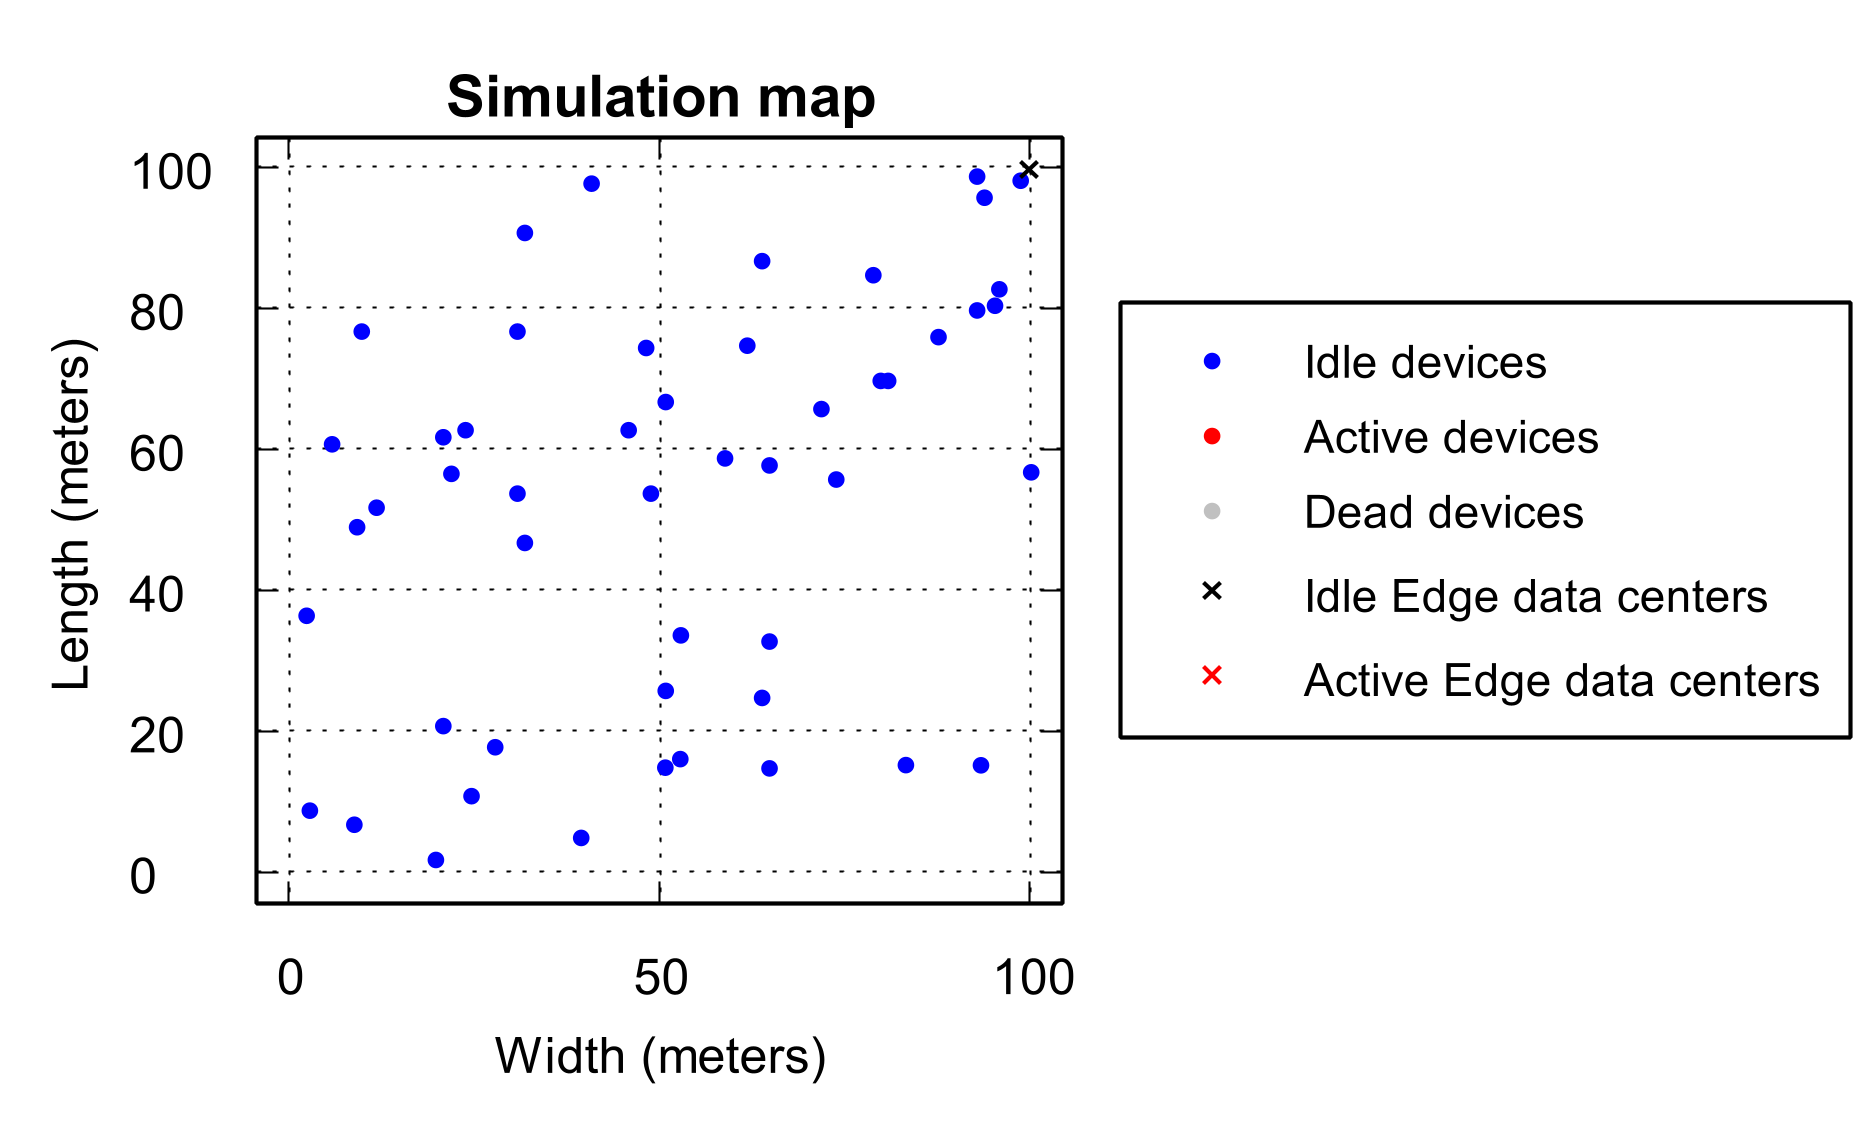 Simulation map
100
80
60
40
20
0
Length (meters)
0 50 100
Width (meters)
Idle devices
Active devices
Dead devices
Idle Edge data centers
Active Edge data centers